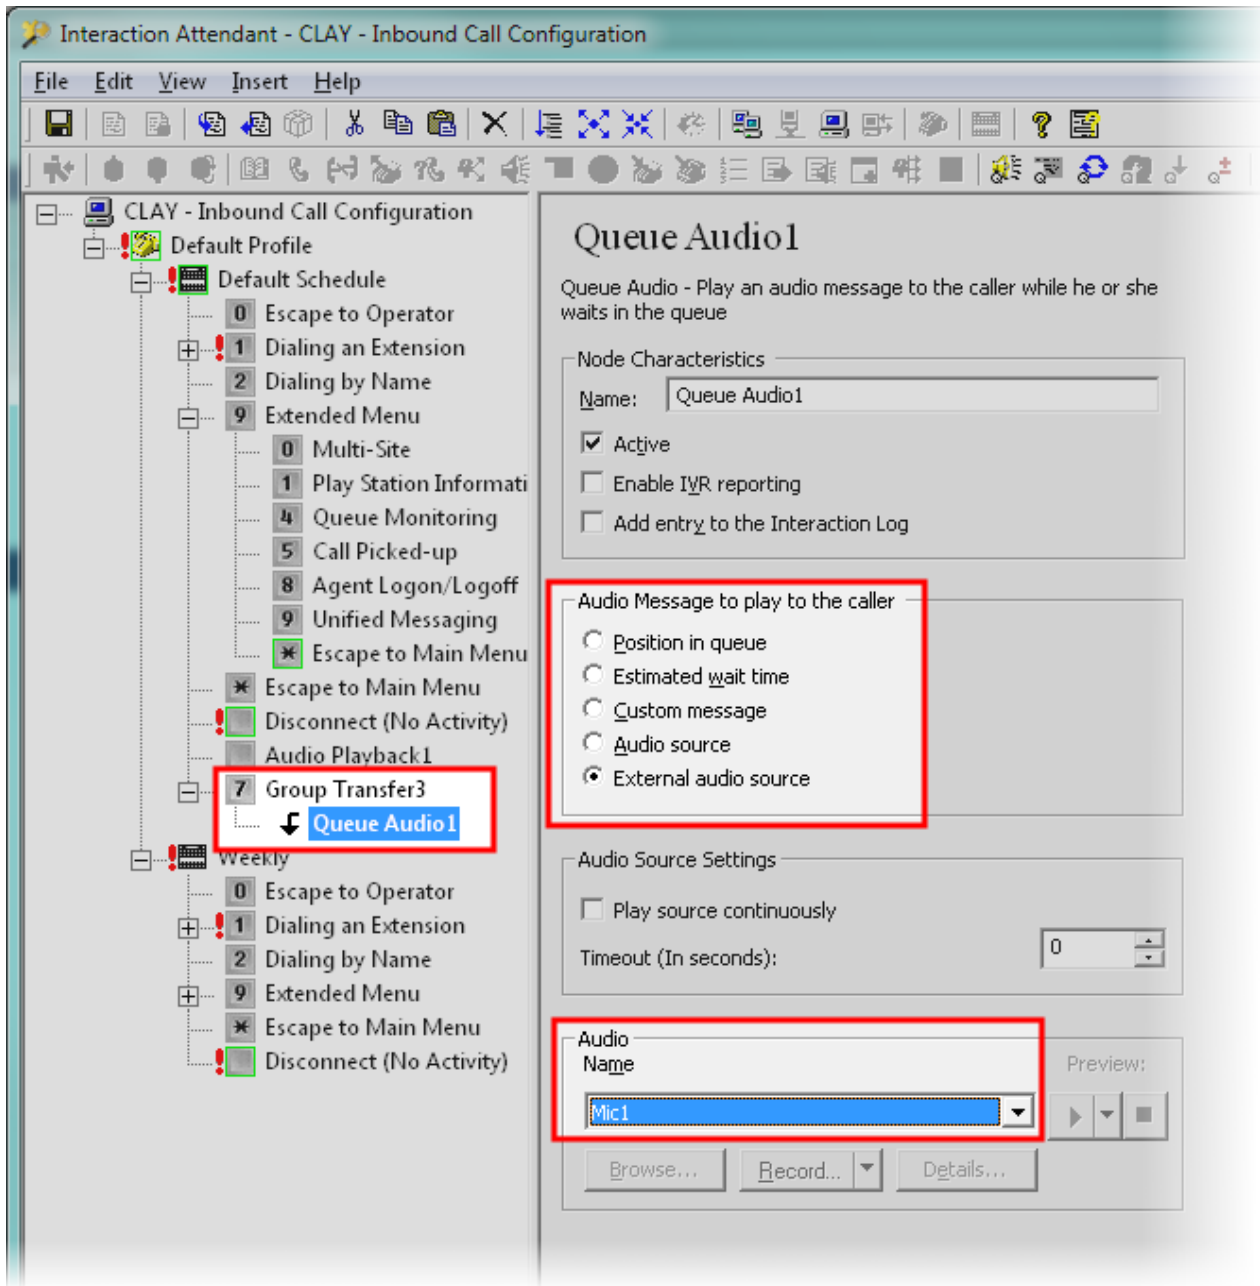 Interaction Attendant - CLAY - Inbound Call Configuration
File Edit View Insert Help
CLAY - Inbound Call Configuration
Default Profile
Default Schedule
0 Escape to Operator
1 Dialing an Extension
2 Dialing by Name
9 Extended Menu
0 Multi-Site
1 Play Station Informati
4 Queue Monitoring
5 Call Picked-up
8 Agent Logon/Logoff
9 Unified Messaging
* Escape to Main Menu
* Escape to Main Menu
Disconnect (No Activity)
Audio Playback1
7 Group Transfer3
Queue Audio1
Weekly
0 Escape to Operator
1 Dialing an Extension
2 Dialing by Name
9 Extended Menu
* Escape to Main Menu
Disconnect (No Activity)
Queue Audio1
Queue Audio - Play an audio message to the caller while he or she
waits in the queue
Node Characteristics
Name: Queue Audio1
Active
Enable IVR reporting
Add entry to the Interaction Log
Audio Message to play to the caller
Position in queue
Estimated wait time
Custom message
Audio source
External audio source
Audio Source Settings
Play source continuously
Timeout (In seconds): 0
Audio
Name Preview:
Mic1
Browse... Record... Details...